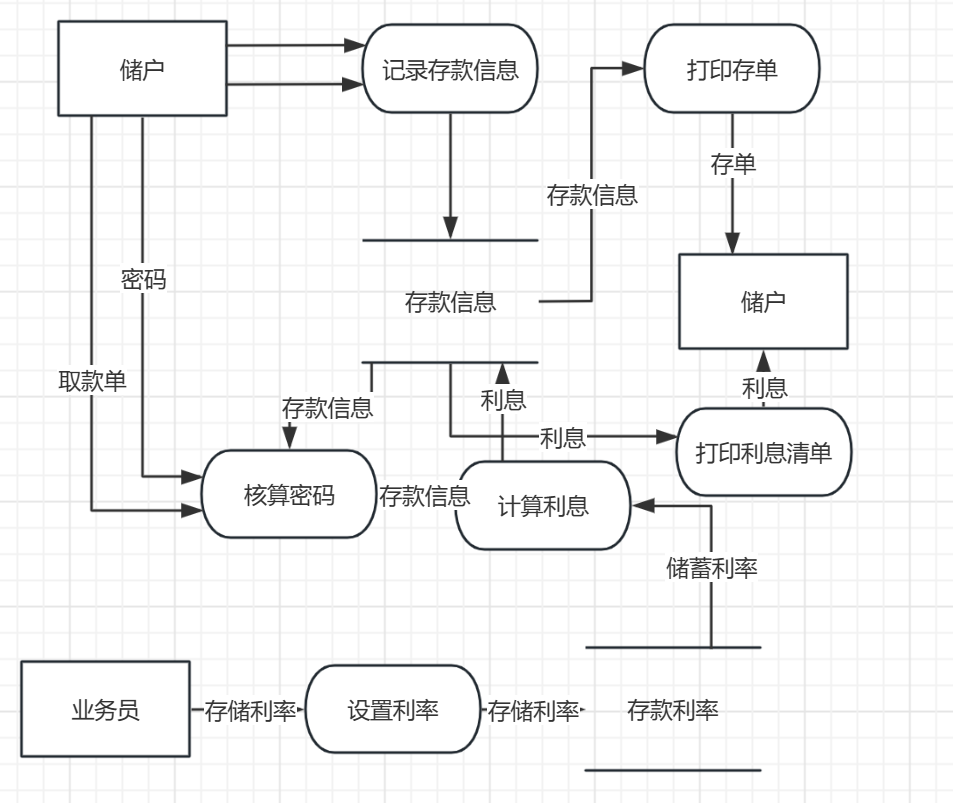 储户
记录存款信息
打印存单
存单
存款信息
密码
储户
存款信息
取款单
利息
利息
存款信息
利息
打印利息清单
核算密码
存款信息
计算利息
储蓄利率
业务员
存储利率
设置利率
存储利率
存款利率